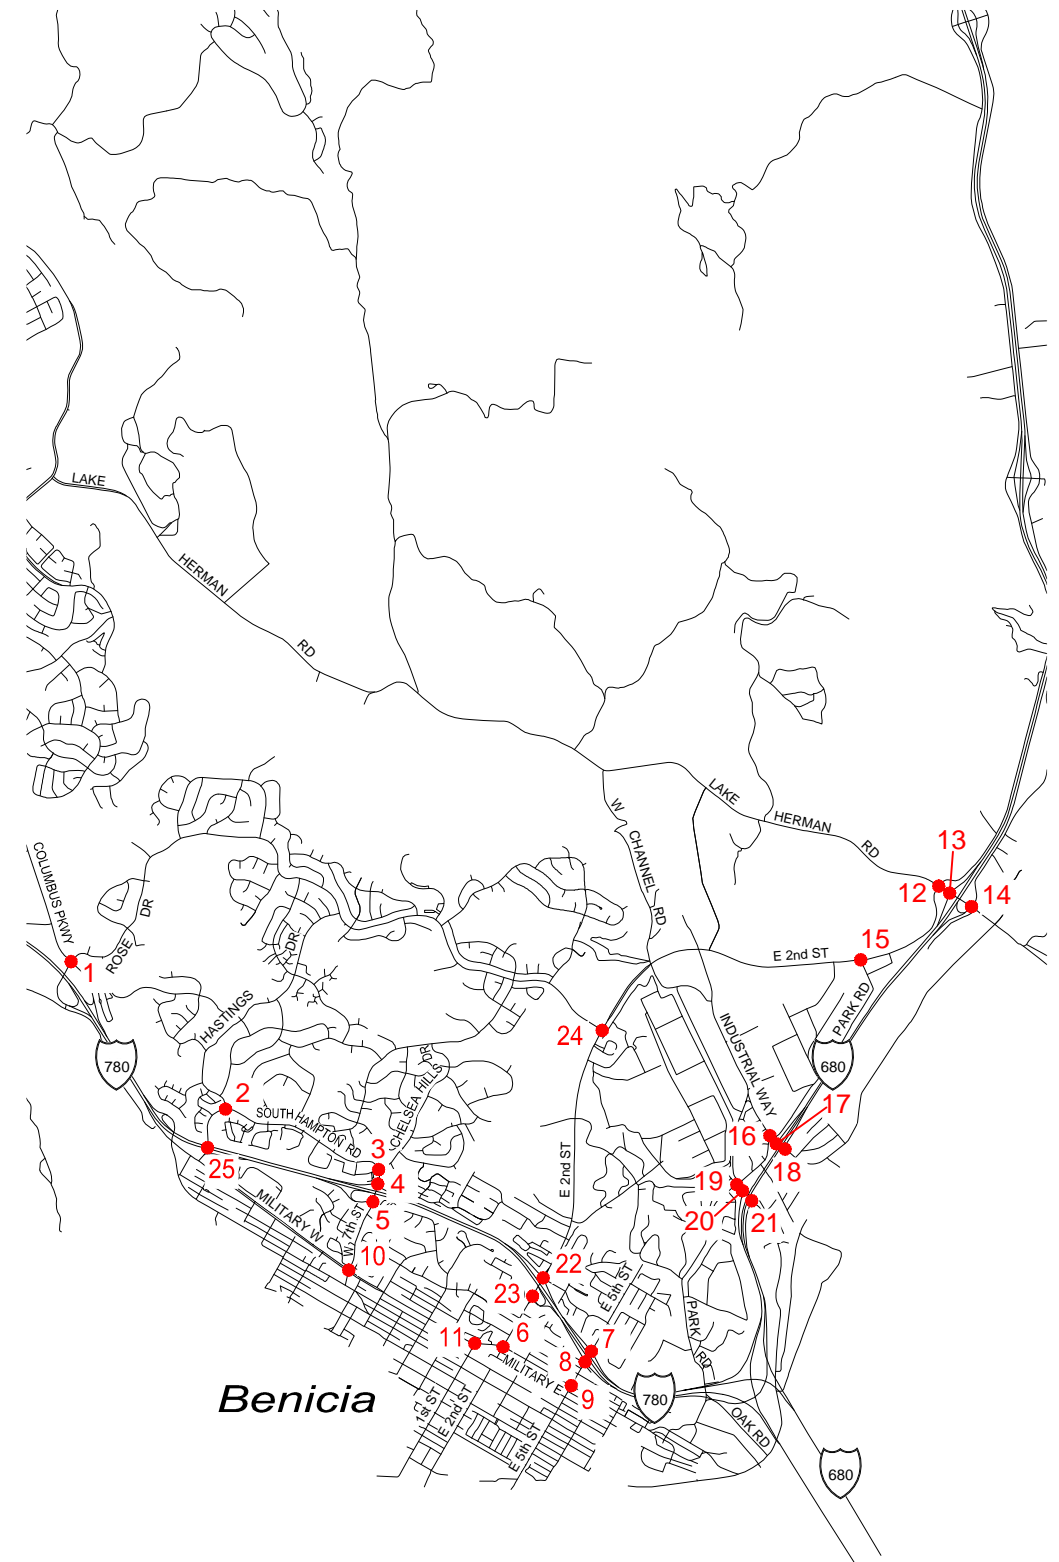 LAKE
HERMAN
RD
W CHANNEL RD
LAKE
HERMAN
RD
13
12
14
COLUMBUS PKWY
ROSE DR
1
HASTINGS
DR
E 2nd ST
15
PARK RD
24
INDUSTRIAL WAY
780
680
2
SOUTH HAMPTON RD
CHELSEA HILLS DR
17
16
18
3
25
4
5
E 2nd ST
19
20
21
MILITARY W
W 7th ST
10
22
23
E 5th ST
11
6
7
8
MILITARY E
9
PARK RD
Benicia
1st ST
E 2nd ST
E 5th ST
780
OAK RD
680